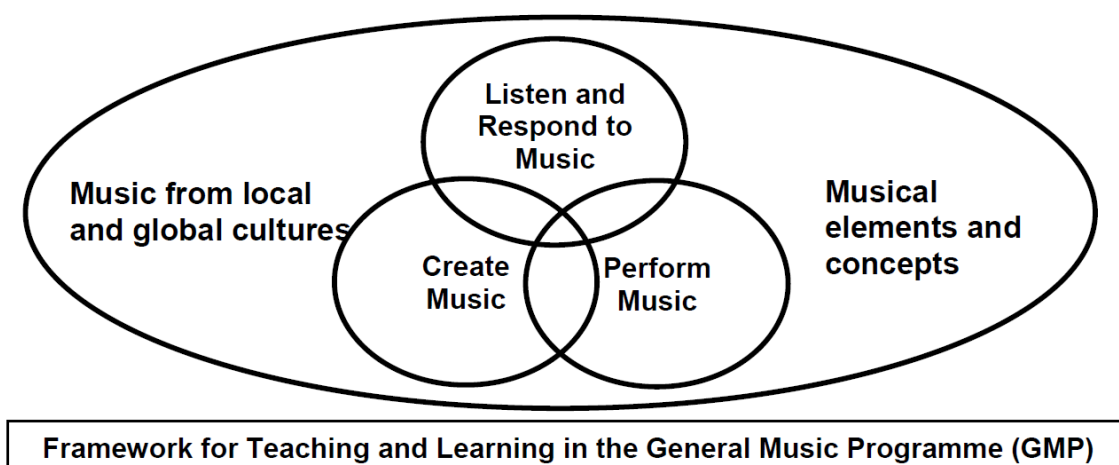 Listen and
Respond to
Music
Music from local
and global cultures
Musical
elements and
concepts
Create
Music
Perform
Music
Framework for Teaching and Learning in the General Music Programme (GMP)